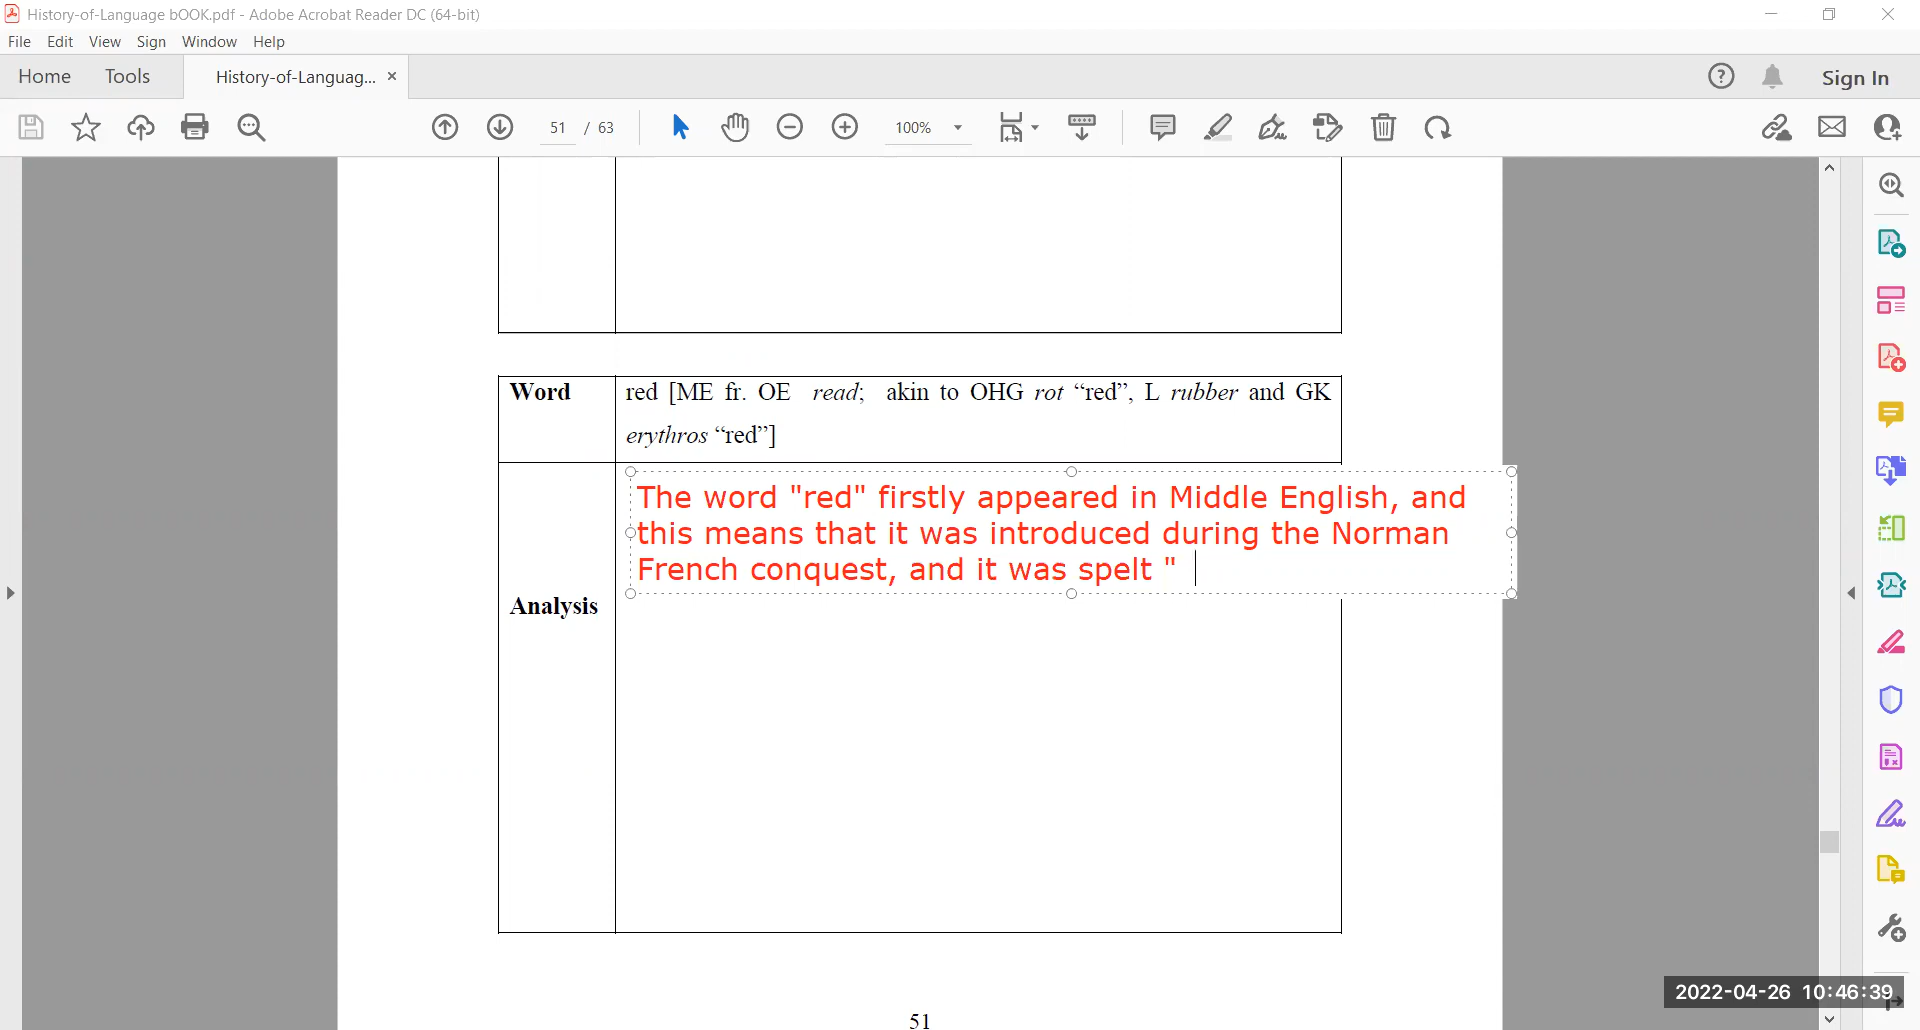 History-of-Language bOOK.pdf - Adobe Acrobat Reader DC (64-bit)
File Edit View Sign Window Help
Home Tools History-of-Languag... × Sign In
51 / 63 100%
Word red [ME fr. OE read; akin to OHG rot “red”, L rubber and GK
erythros “red”]
The word "red" firstly appeared in Middle English, and
this means that it was introduced during the Norman
French conquest, and it was spelt "
Analysis
2022-04-26 10:46:39
51